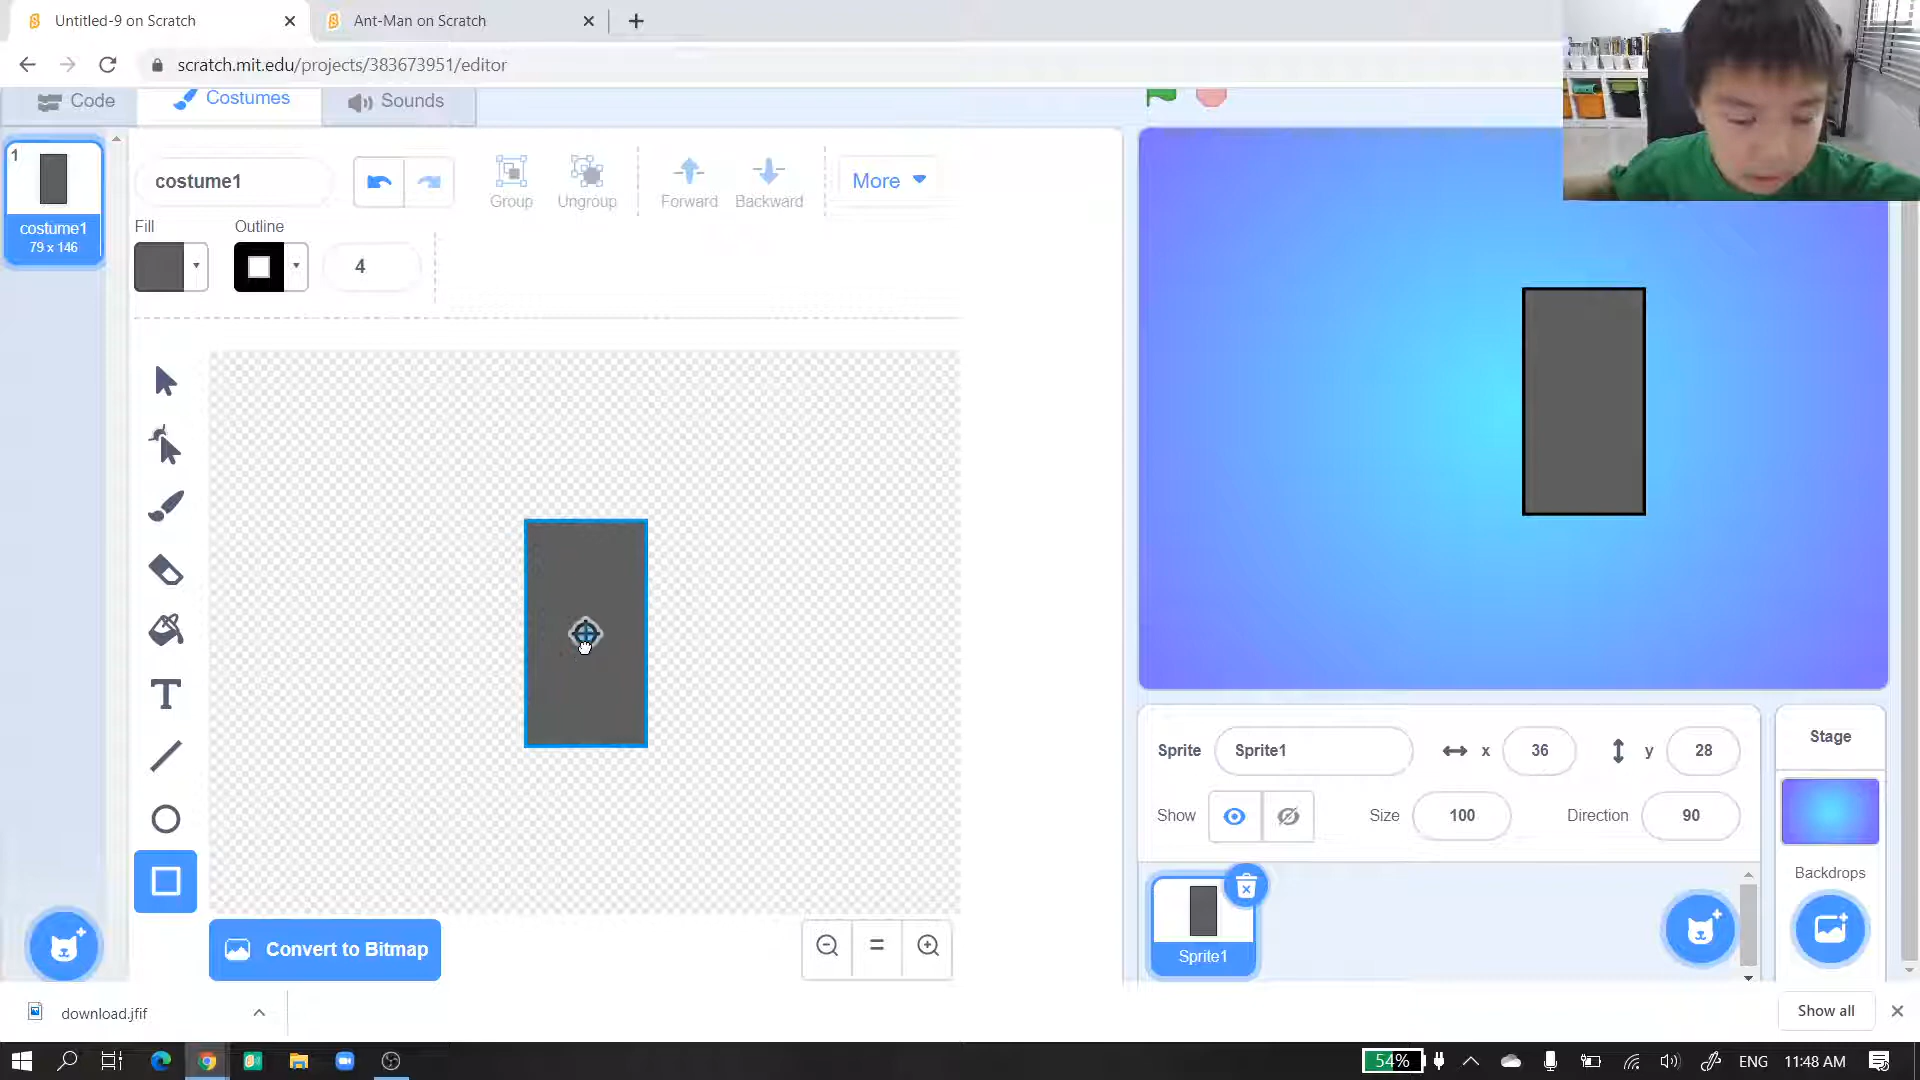 Untitled-9 on Scratch
Ant-Man on Scratch
scratch.mit.edu/projects/383673951/editor
Code
Costumes
Sounds
1
costume1
79 x 146
costume1
Group
Ungroup
Forward
Backward
More
Fill
Outline
4
T
Convert to Bitmap
Sprite
Sprite1
x
36
y
28
Show
Size
100
Direction
90
Sprite1
Stage
Backdrops
download.jfif
Show all
54%
ENG
11:48 AM